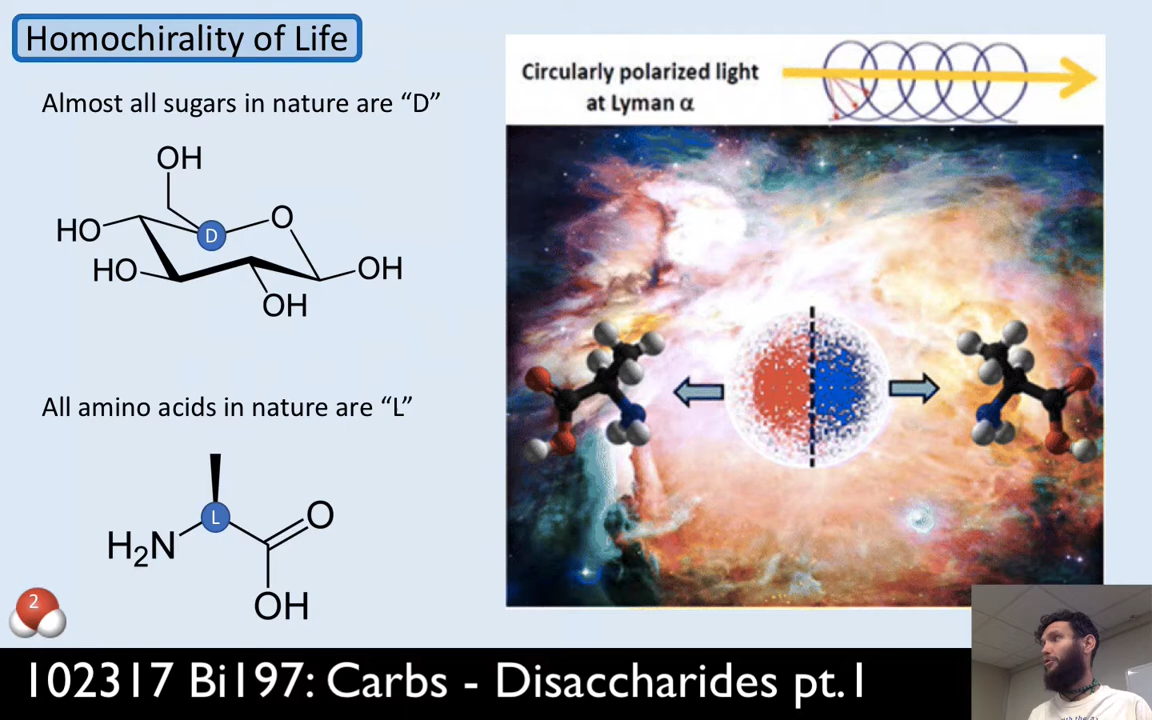 Homochirality of Life
Almost all sugars in nature are “D”
OH
HO
D
O
HO
OH
OH
All amino acids in nature are “L”
L
O
H₂N
OH
2
Circularly polarized light
at Lyman α
102317 Bi197: Carbs - Disaccharides pt.1